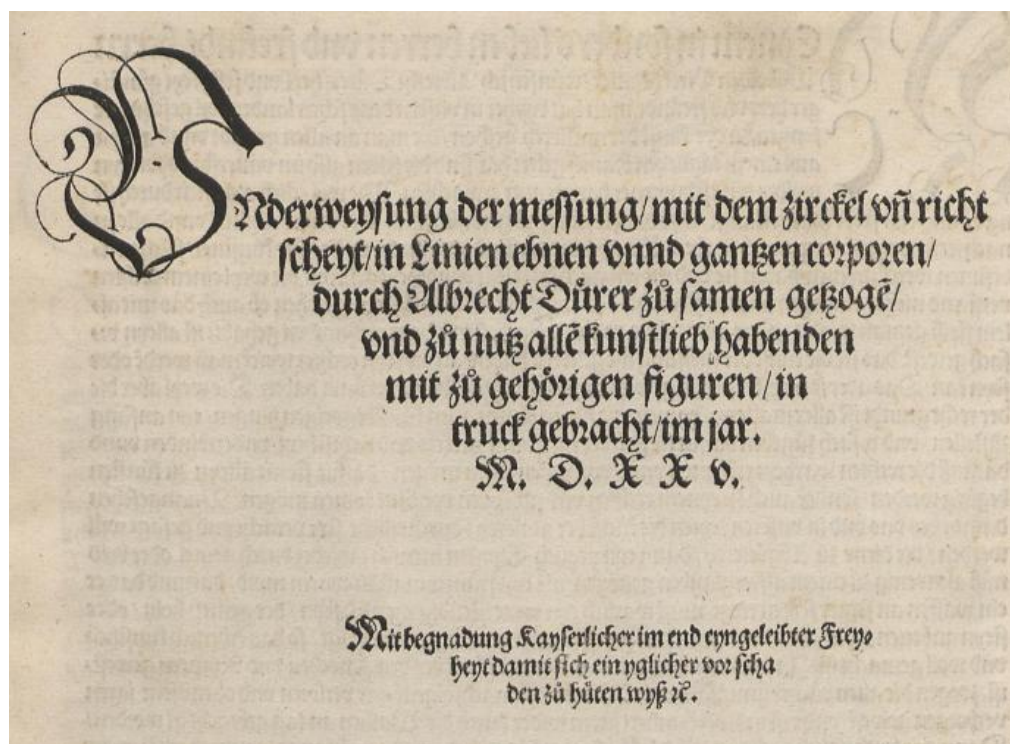 VNderweysung der messung/ mit dem zirckel vñ richt
scheyt/ in Linien ebnen vnnd gantzen corporen/
durch Albrecht Dürer zů samen getzogẽ/
vnd zů nutz allẽ kunstlieb habenden
mit zů gehörigen figuren/ in
truck gebracht/ im jar.
M. D. X X v.
Mit begnadung Kayserlicher im end eyngeleibter Frey⸗
heyt damit sich ein yglicher vor scha
den zů hüten wyß ꝛc̃.